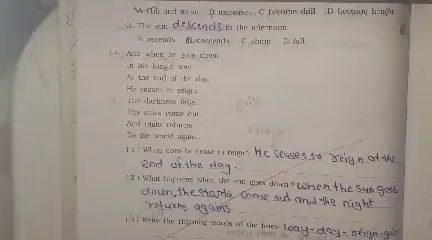 A. ebb and wane B. increase C become dull D. become bright
3. The sun descends in the afternoon.
A ascends B. descends C. shine D. fall
14. And when he goes down
In his kingly way
At the end of the day,
He ceases to reign;
The darkness falls,
The stars come out
And night returns
To the world again.
(1) When does he cease to reign? He ceases to reign at the
end of the day.
(2) What happens when the sun goes down? When the Sun goes
down, the stars come out and the night
returns agains.
(3) Write the rhyming words of the lines way-day-reign-